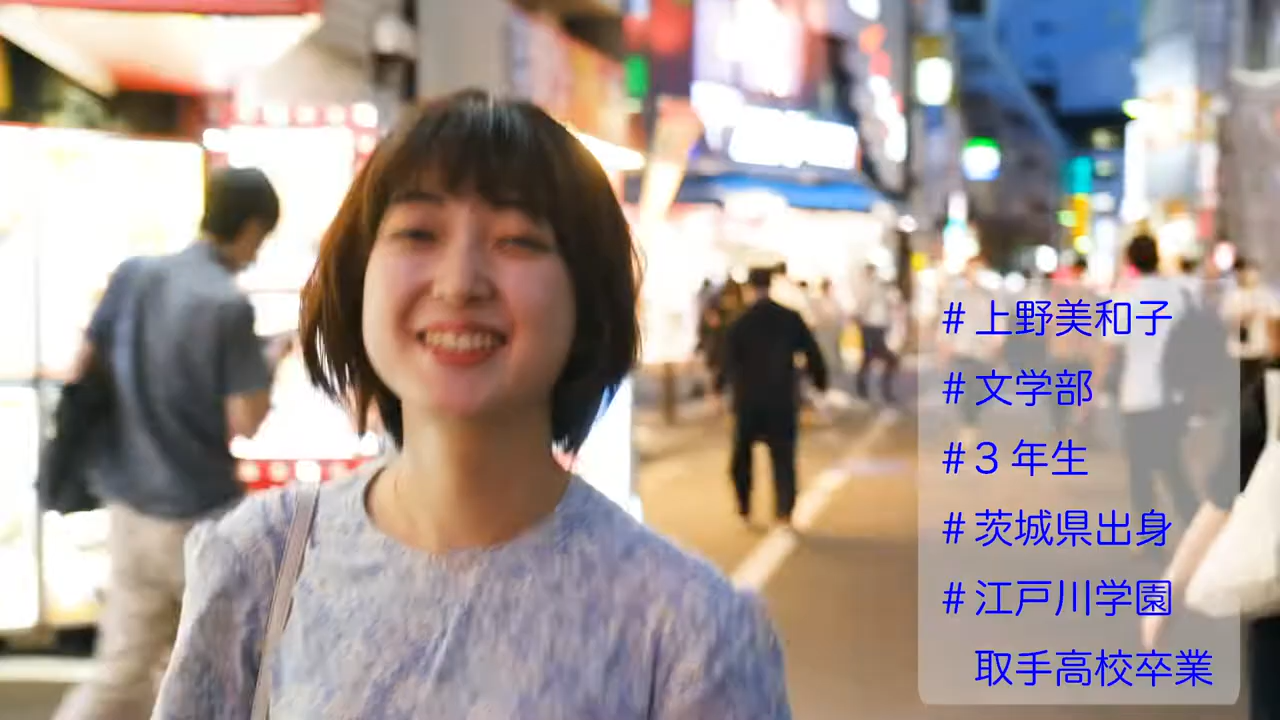 # 上野美和子
# 文学部
# 3 年生
# 茨城県出身
# 江戸川学園
取手高校卒業